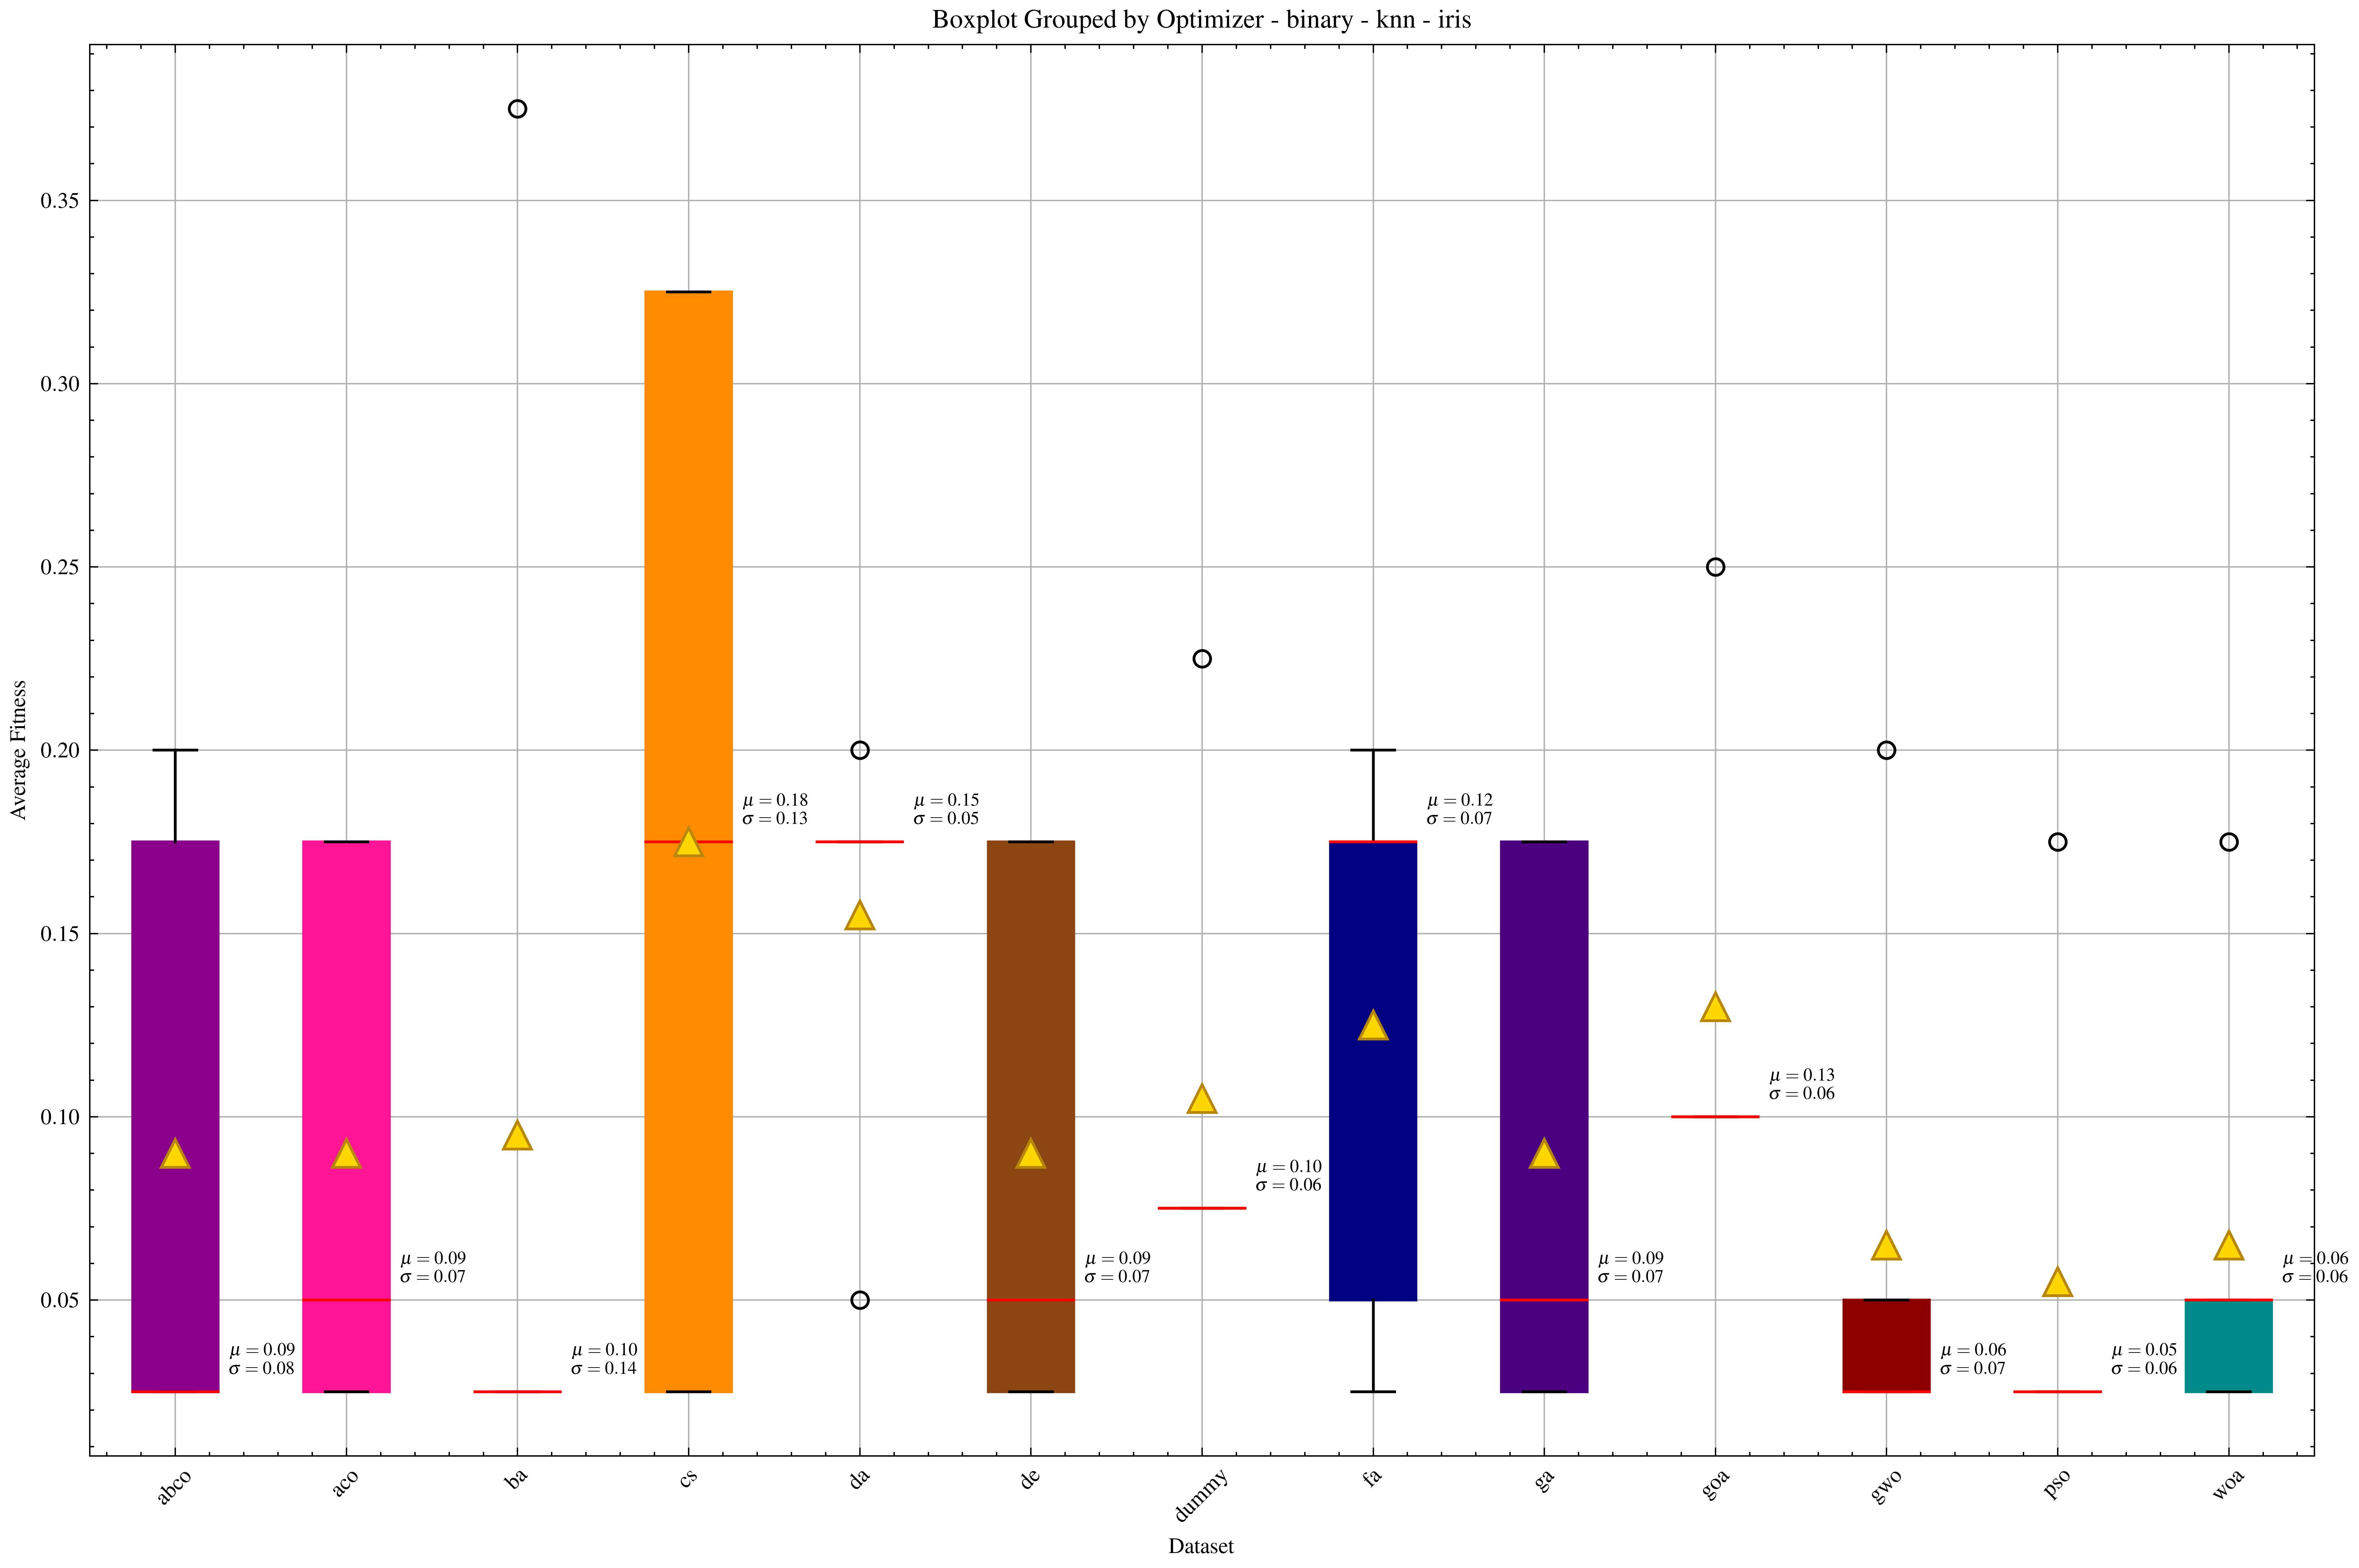 Boxplot Grouped by Optimizer - binary - knn - iris
Average Fitness
0.35
0.30
0.25
0.20
0.15
0.10
0.05
μ = 0.09
σ = 0.08
μ = 0.09
σ = 0.07
μ = 0.10
σ = 0.14
μ = 0.18
σ = 0.13
μ = 0.15
σ = 0.05
μ = 0.09
σ = 0.07
μ = 0.10
σ = 0.06
μ = 0.12
σ = 0.07
μ = 0.09
σ = 0.07
μ = 0.13
σ = 0.06
μ = 0.06
σ = 0.07
μ = 0.05
σ = 0.06
μ = 0.06
σ = 0.06
abco
aco
ba
cs
da
de
dummy
fa
ga
goa
gwo
pso
woa
Dataset